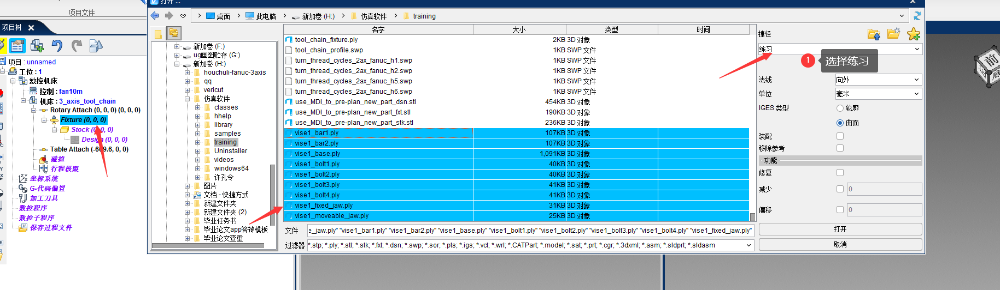 打开 ...
项目文件
项目树
项目 : unnamed
工位 : 1
数控机床
控制 : fan10m
机床 : 3_axis_tool_chain
Rotary Attach (0, 0, 0) (0, 0, 0)
Fixture (0, 0, 0)
Stock (0, 0, 0)
Design (0, 0, 0)
Table Attach (-609.6, 0, 0)
碰撞
行程极限
坐标系统
G-代码偏置
加工刀具
数控程序
数控子程序
保存过程文件
桌面
此电脑
新加卷 (H:)
仿真软件
training
新加卷 (F:)
ug画图贮存 (G:)
新加卷 (H:)
houchuli-fanuc-3axis
qq
vericut
仿真软件
classes
hhelp
library
samples
training
Uninstaller
videos
windows64
许孔令
图片
文档 - 快捷方式
新建文件夹
新建文件夹 (2)
毕业任务书
毕业论文app答辩模板
毕业论文查重
名字 大小 类型 时间
tool_chain_fixture.ply 2KB 3D 对象
tool_chain_profile.swp 1KB SWP 文件
turn_thread_cycles_2ax_fanuc_h1.swp 1KB SWP 文件
turn_thread_cycles_2ax_fanuc_h2.swp 1KB SWP 文件
turn_thread_cycles_2ax_fanuc_h5.swp 1KB SWP 文件
turn_thread_cycles_2ax_fanuc_h6.swp 1KB SWP 文件
use_MDI_to_pre-plan_new_part_dsn.stl 454KB 3D 对象
use_MDI_to_pre-plan_new_part_fxt.stl 190KB 3D 对象
use_MDI_to_pre-plan_new_part_stk.stl 236KB 3D 对象
vise1_bar1.ply 107KB 3D 对象
vise1_bar2.ply 107KB 3D 对象
vise1_base.ply 1,091KB 3D 对象
vise1_bolt1.ply 40KB 3D 对象
vise1_bolt2.ply 40KB 3D 对象
vise1_bolt3.ply 41KB 3D 对象
vise1_bolt4.ply 41KB 3D 对象
vise1_fixed_jaw.ply 31KB 3D 对象
vise1_moveable_jaw.ply 25KB 3D 对象
文件 e_jaw.ply" "vise1_bar1.ply" "vise1_bar2.ply" "vise1_base.ply" "vise1_bolt1.ply" "vise1_bolt2.ply" "vise1_bolt3.ply" "vise1_bolt4.ply" "vise1_fixed_jaw.ply"
过滤器 *.stp; *.ply; *.stl; *.stk; *.fxt; *.dsn; *.swp; *.sor; *.pts; *.igs; *.vct; *.wrl; *.CATPart; *.model; *.sat; *.prt; *.cgr; *.3dxml; *.asm; *.sldprt; *.sldasm
捷径
练习
1 选择练习
法线 向外
单位 毫米
IGES 类型 轮廓
曲面
装配
移除参考
功能
修复
减少 0
偏移 0
打开
取消
前
底